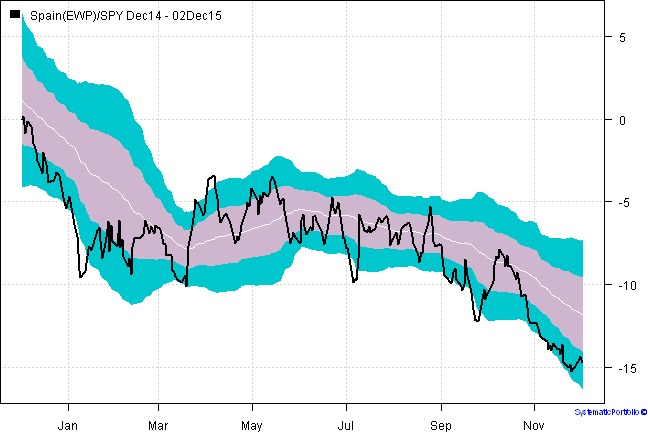 Spain(EWP)/SPY Dec14 - 02Dec15
5
0
-5
-10
-15
Jan Mar May Jul Sep Nov
SystematicPortfolio ©